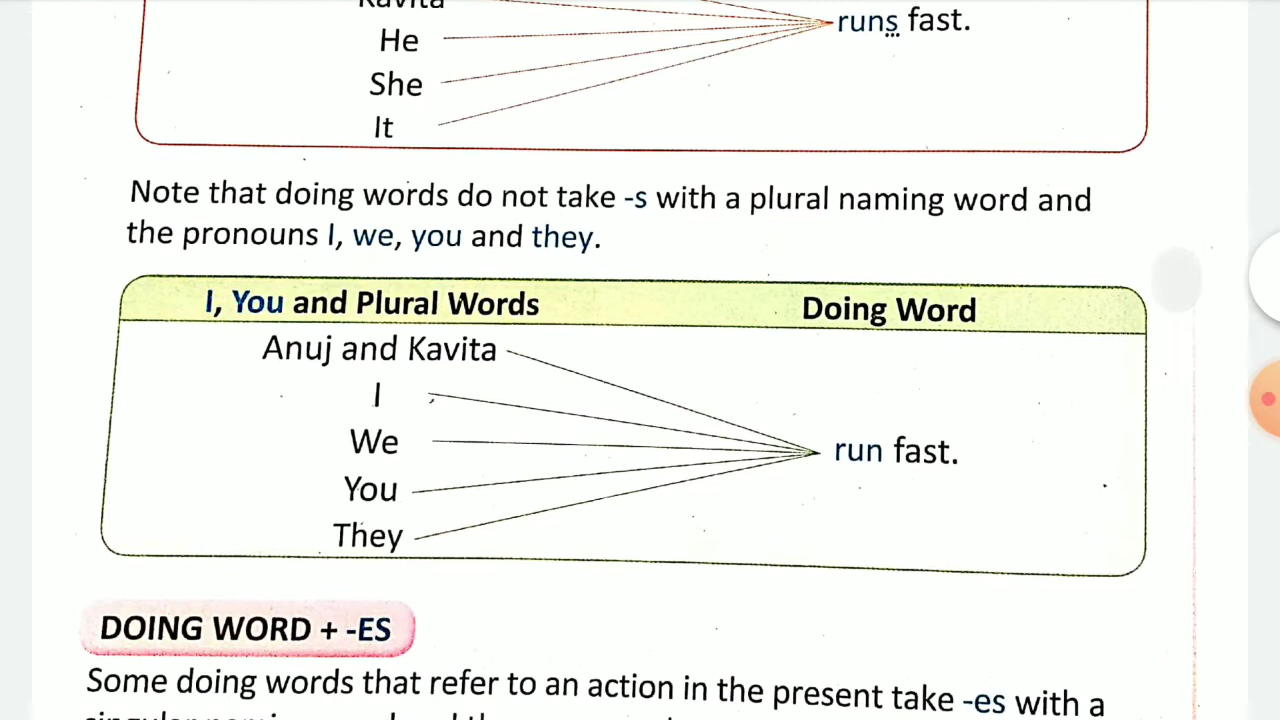 Kavita
He
runs fast.
She
It
Note that doing words do not take -s with a plural naming word and
the pronouns I, we, you and they.
I, You and Plural Words Doing Word
Anuj and Kavita
I
We
run fast.
You
They
DOING WORD + -ES
Some doing words that refer to an action in the present take -es with a